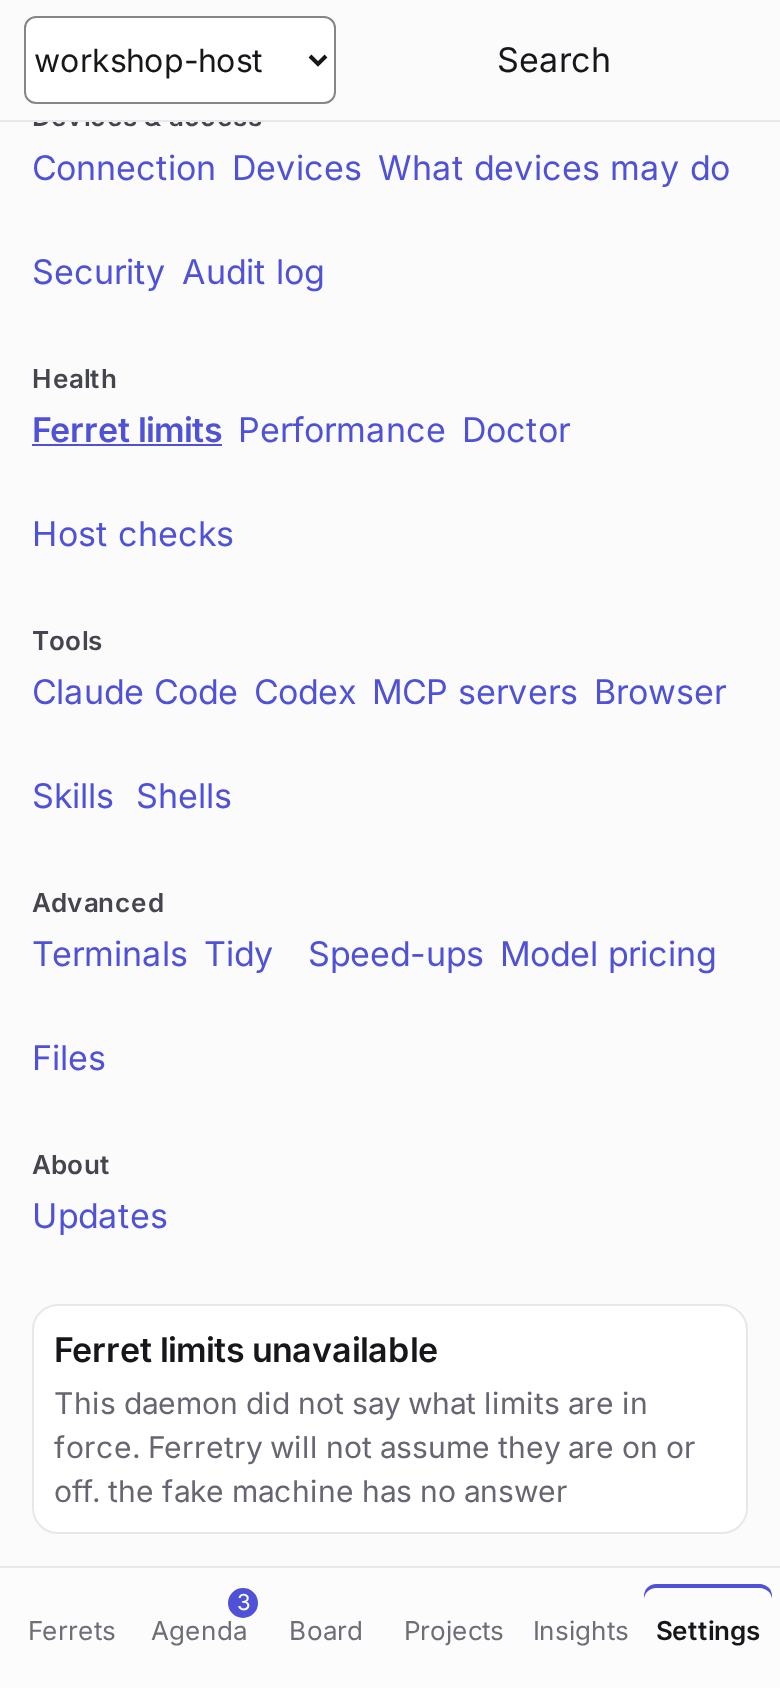 workshop-host
Search
Devices & access
Connection Devices What devices may do
Security Audit log
Health
Ferret limits Performance Doctor
Host checks
Tools
Claude Code Codex MCP servers Browser
Skills Shells
Advanced
Terminals Tidy Speed-ups Model pricing
Files
About
Updates
Ferret limits unavailable
This daemon did not say what limits are in
force. Ferretry will not assume they are on or
off. the fake machine has no answer
3
Ferrets Agenda Board Projects Insights Settings